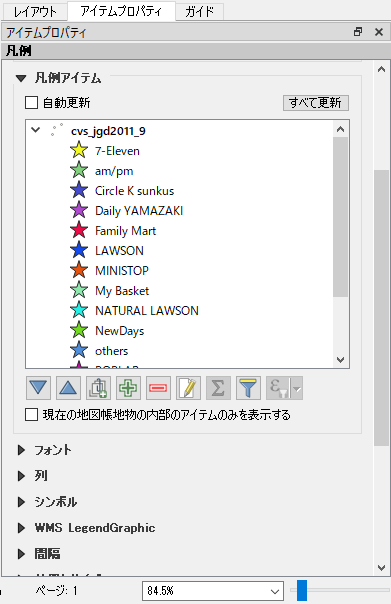 レイアウト アイテムプロパティ ガイド
アイテムプロパティ
凡例
凡例アイテム
自動更新 すべて更新
cvs_jgd2011_9
7-Eleven
am/pm
Circle K sunkus
Daily YAMAZAKI
Family Mart
LAWSON
MINISTOP
My Basket
NATURAL LAWSON
NewDays
others
現在の地図帳地物の内部のアイテムのみを表示する
フォント
列
シンボル
WMS LegendGraphic
間隔
ページ: 1 84.5%